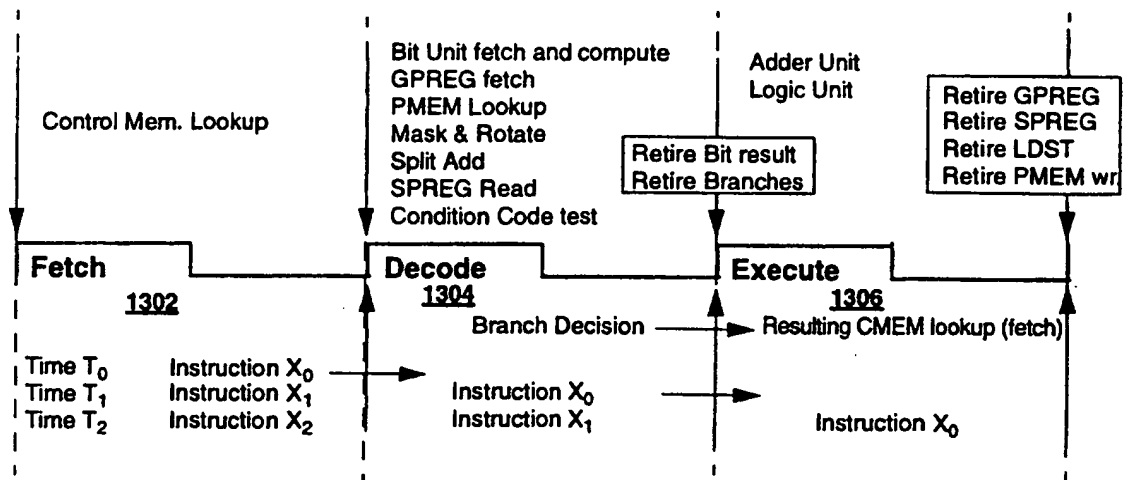 Control Mem. Lookup
Bit Unit fetch and compute
GPREG fetch
PMEM Lookup
Mask & Rotate
Split Add
SPREG Read
Condition Code test
Retire Bit result
Retire Branches
Adder Unit
Logic Unit
Retire GPREG
Retire SPREG
Retire LDST
Retire PMEM wr.
Fetch
1302
Decode
1304
Execute
1306
Branch Decision
Resulting CMEM lookup (fetch)
Time T0 Instruction X0
Time T1 Instruction X1 Instruction X0
Time T2 Instruction X2 Instruction X1 Instruction X0